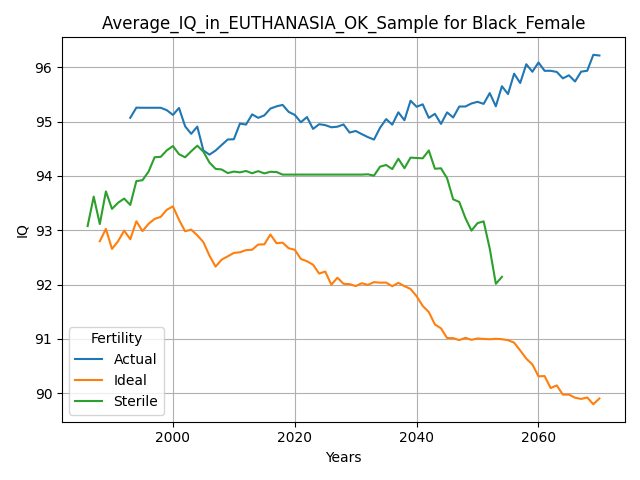 Average_IQ_in_EUTHANASIA_OK_Sample for Black_Female
96
95
94
93
92
91
90
IQ
Fertility
Actual
Ideal
Sterile
2000
2020
2040
2060
Years